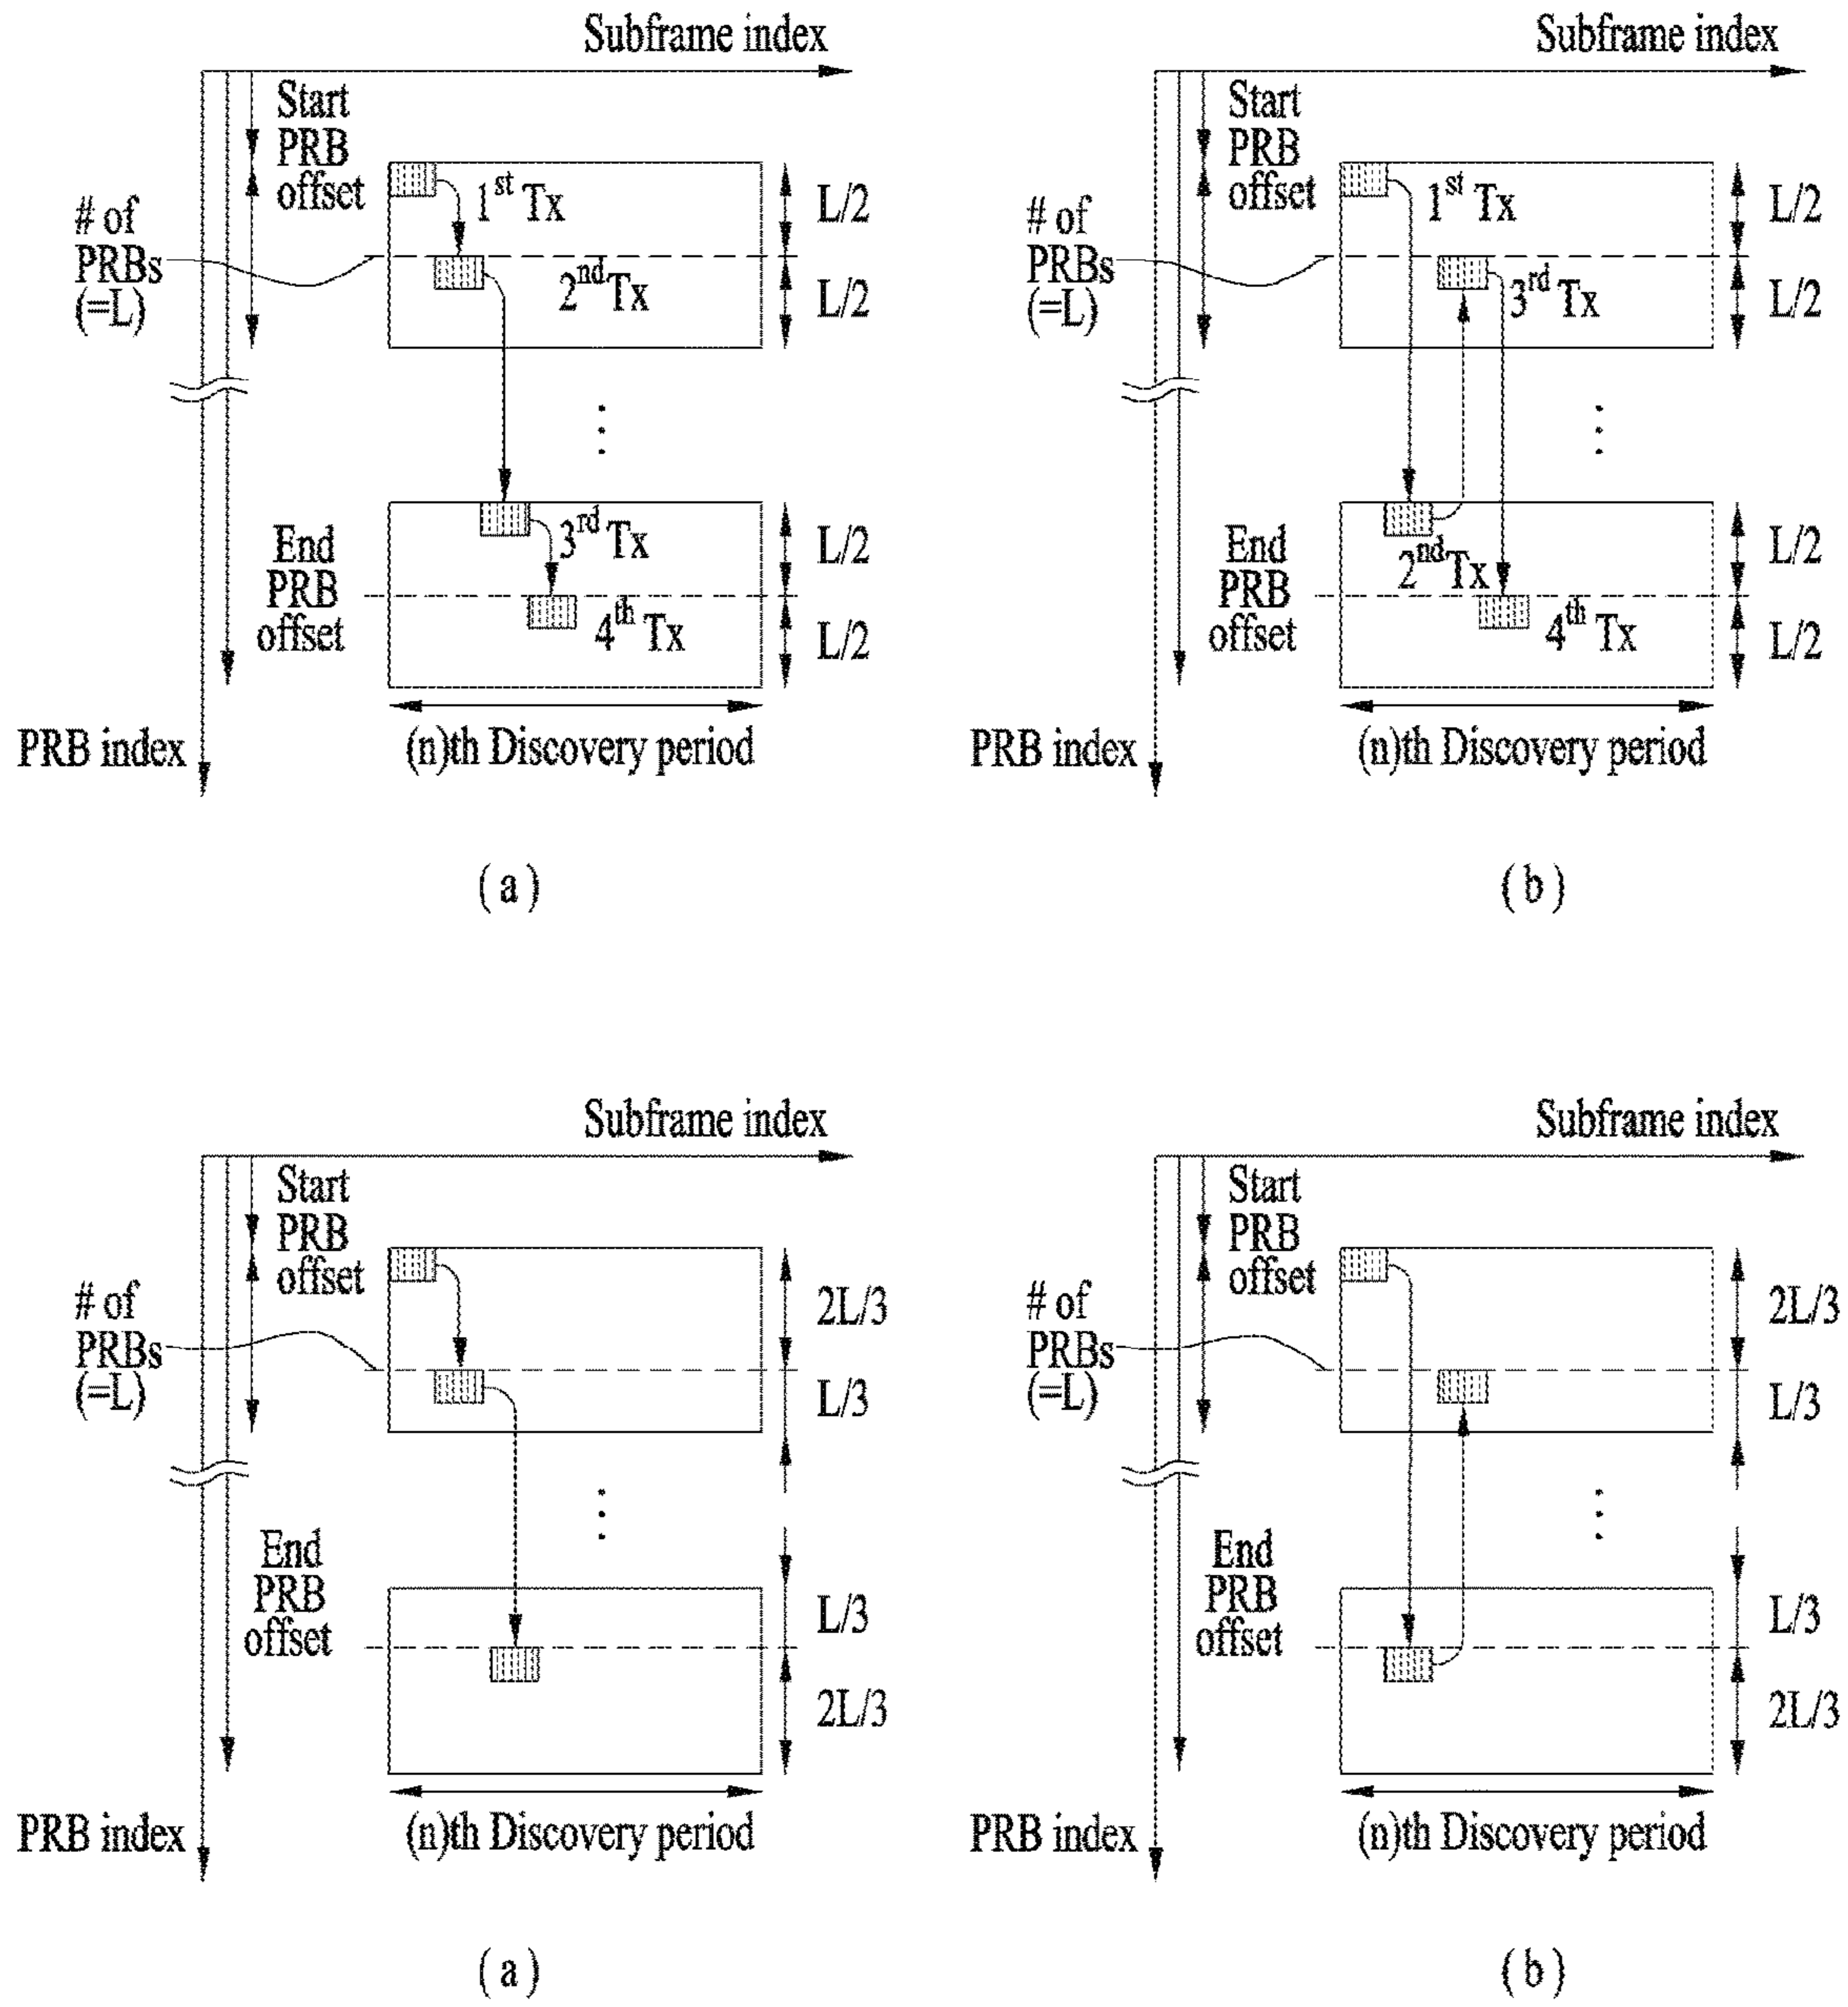 Subframe index
Start
PRB
offset
# of
PRBs
(=L)
1st Tx
2nd Tx
L/2
L/2
End
PRB
offset
3rd Tx
4th Tx
L/2
L/2
PRB index
(n)th Discovery period
( a )
Subframe index
Start
PRB
offset
# of
PRBs
(=L)
1st Tx
3rd Tx
L/2
L/2
End
PRB
offset
2nd Tx
4th Tx
L/2
L/2
PRB index
(n)th Discovery period
( b )
Subframe index
Start
PRB
offset
# of
PRBs
(=L)
2L/3
L/3
End
PRB
offset
L/3
2L/3
PRB index
(n)th Discovery period
( a )
Subframe index
Start
PRB
offset
# of
PRBs
(=L)
2L/3
L/3
End
PRB
offset
L/3
2L/3
PRB index
(n)th Discovery period
( b )